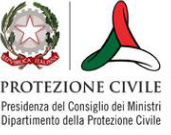 PROTEZIONE CIVILE
Presidenza del Consiglio dei Ministri
Dipartimento della Protezione Civile